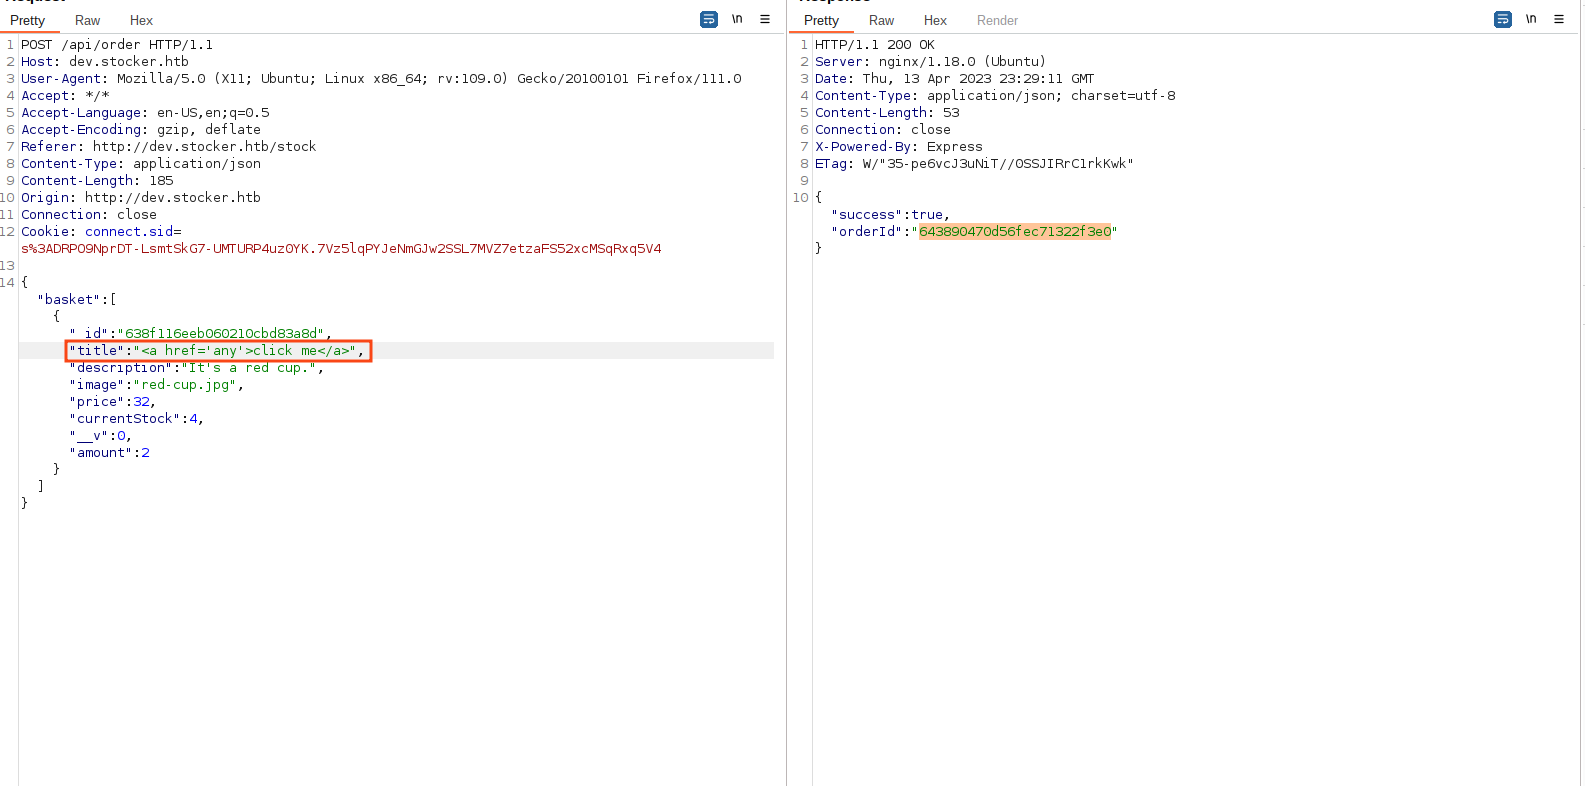 Request
Pretty Raw Hex \n
1 POST /api/order HTTP/1.1
2 Host: dev.stocker.htb
3 User-Agent: Mozilla/5.0 (X11; Ubuntu; Linux x86_64; rv:109.0) Gecko/20100101 Firefox/111.0
4 Accept: */*
5 Accept-Language: en-US,en;q=0.5
6 Accept-Encoding: gzip, deflate
7 Referer: http://dev.stocker.htb/stock
8 Content-Type: application/json
9 Content-Length: 185
10 Origin: http://dev.stocker.htb
11 Connection: close
12 Cookie: connect.sid=
s%3ADRPO9NprDT-LsmtSkG7-UMTURP4uzOYK.7Vz5lqPYJeNmGJw2SSL7MVZ7etzaFS52xcMSqRxq5V4
13
14 {
"basket":[
{
"_id":"638f116eeb060210cbd83a8d",
"title":"<a href='any'>click me</a>",
"description":"It's a red cup.",
"image":"red-cup.jpg",
"price":32,
"currentStock":4,
"__v":0,
"amount":2
}
]
}
Response
Pretty Raw Hex Render \n
1 HTTP/1.1 200 OK
2 Server: nginx/1.18.0 (Ubuntu)
3 Date: Thu, 13 Apr 2023 23:29:11 GMT
4 Content-Type: application/json; charset=utf-8
5 Content-Length: 53
6 Connection: close
7 X-Powered-By: Express
8 ETag: W/"35-pe6vcJ3uNiT//0SSJIRrC1rkKwk"
9
10 {
"success":true,
"orderId":"643890470d56fec71322f3e0"
}